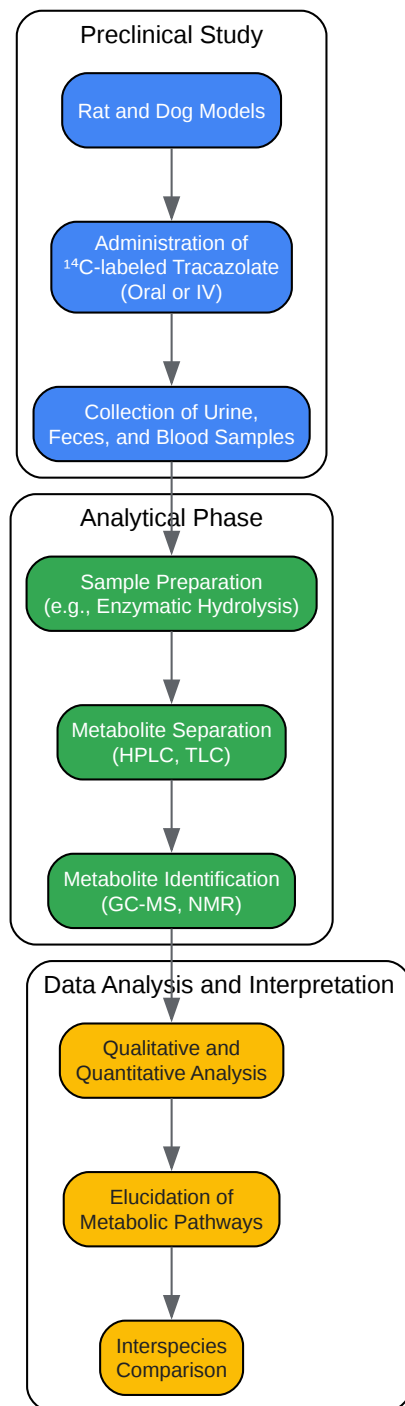 Preclinical Study
Rat and Dog Models
Administration of
¹⁴C-labeled Tracazolate
(Oral or IV)
Collection of Urine,
Feces, and Blood Samples
Analytical Phase
Sample Preparation
(e.g., Enzymatic Hydrolysis)
Metabolite Separation
(HPLC, TLC)
Metabolite Identification
(GC-MS, NMR)
Data Analysis and Interpretation
Qualitative and
Quantitative Analysis
Elucidation of
Metabolic Pathways
Interspecies
Comparison